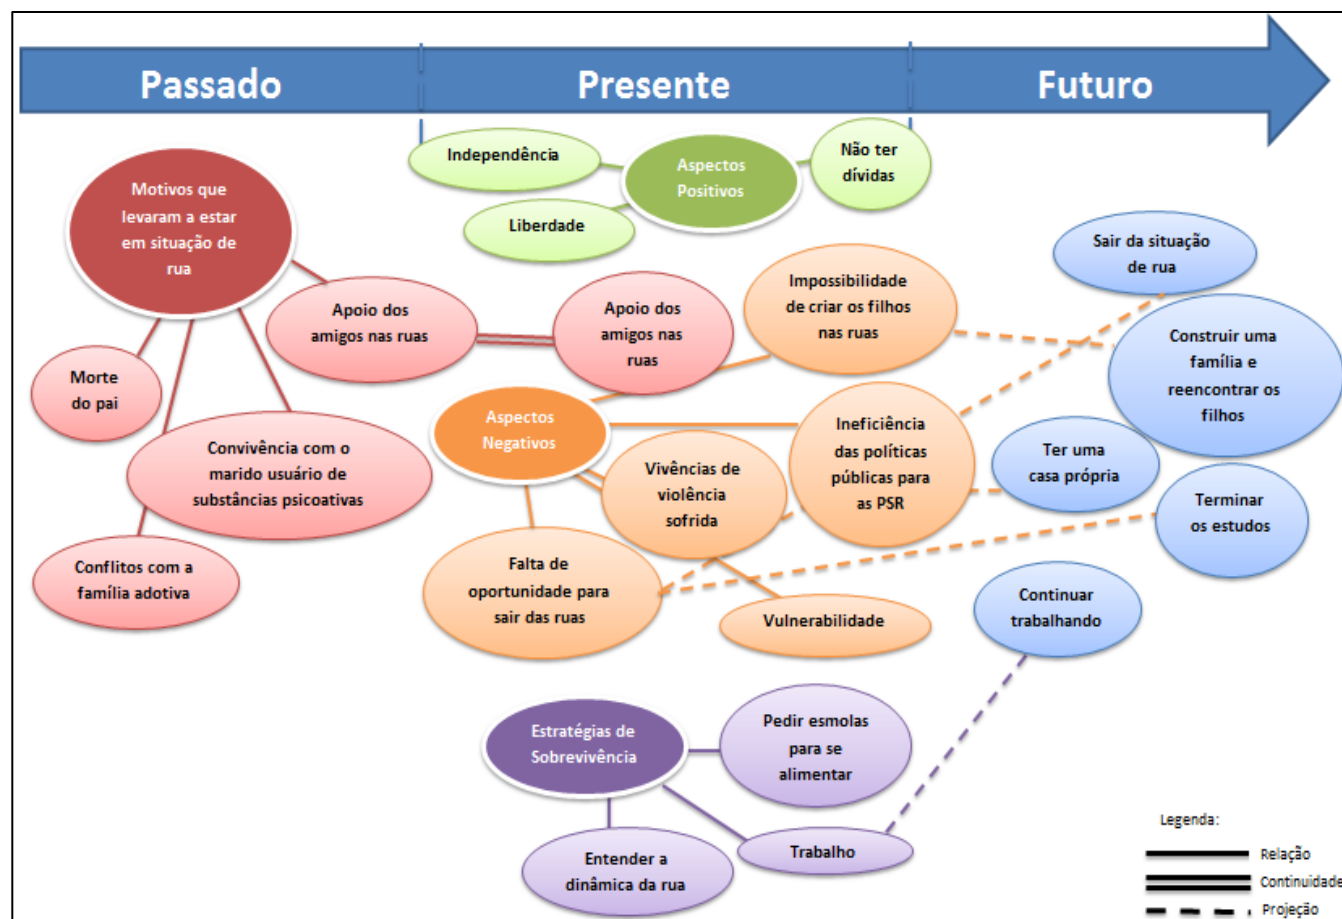 Passado
Presente
Futuro
Motivos que
levaram a estar
em situação de
rua
Independência
Aspectos
Positivos
Não ter
dívidas
Liberdade
Sair da situação
de rua
Apoio dos
amigos nas ruas
Apoio dos
amigos nas
ruas
Impossibilidade
de criar os filhos
nas ruas
Construir uma
família e
reencontrar os
filhos
Morte
do pai
Aspectos
Negativos
Ineficiência
das políticas
públicas para
as PSR
Convivência com o
marido usuário de
substâncias psicoativas
Vivências de
violência
sofrida
Ter uma
casa própria
Terminar
os estudos
Conflitos com a
família adotiva
Falta de
oportunidade para
sair das ruas
Vulnerabilidade
Continuar
trabalhando
Estratégias de
Sobrevivência
Pedir esmolas
para se
alimentar
Entender a
dinâmica da rua
Trabalho
Legenda:
Relação
Continuidade
Projeção